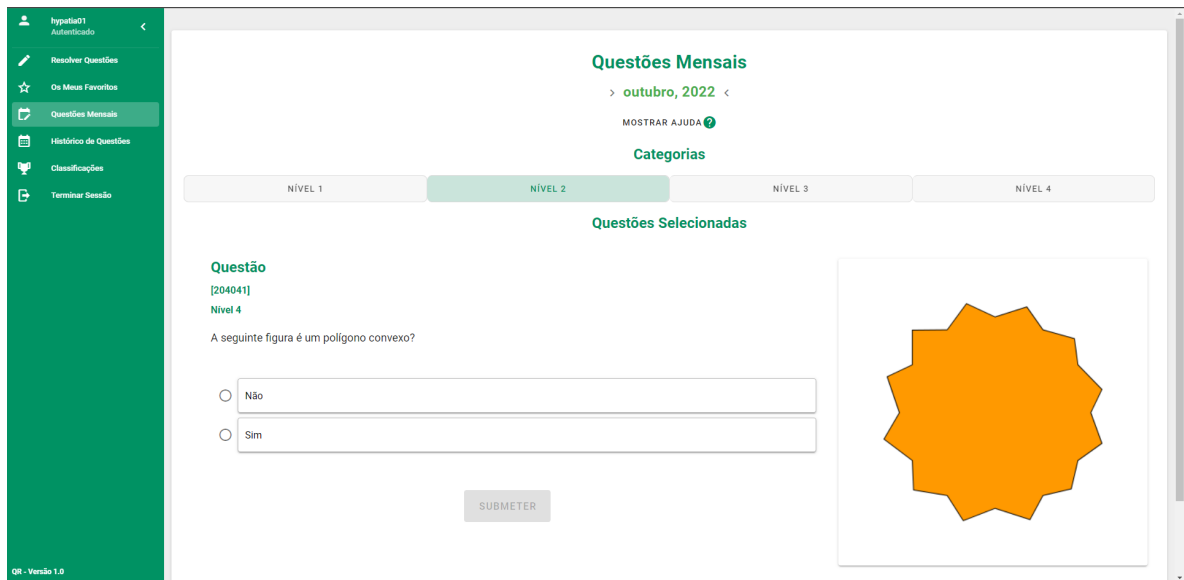 hypatia01
Autenticado
Resolver Questões
Os Meus Favoritos
Questões Mensais
Histórico de Questões
Classificações
Terminar Sessão
QR - Versão 1.0
Questões Mensais
> outubro, 2022 <
MOSTRAR AJUDA ?
Categorias
NÍVEL 1 NÍVEL 2 NÍVEL 3 NÍVEL 4
Questões Selecionadas
Questão
[204041]
Nível 4
A seguinte figura é um polígono convexo?
Não
Sim
SUBMETER